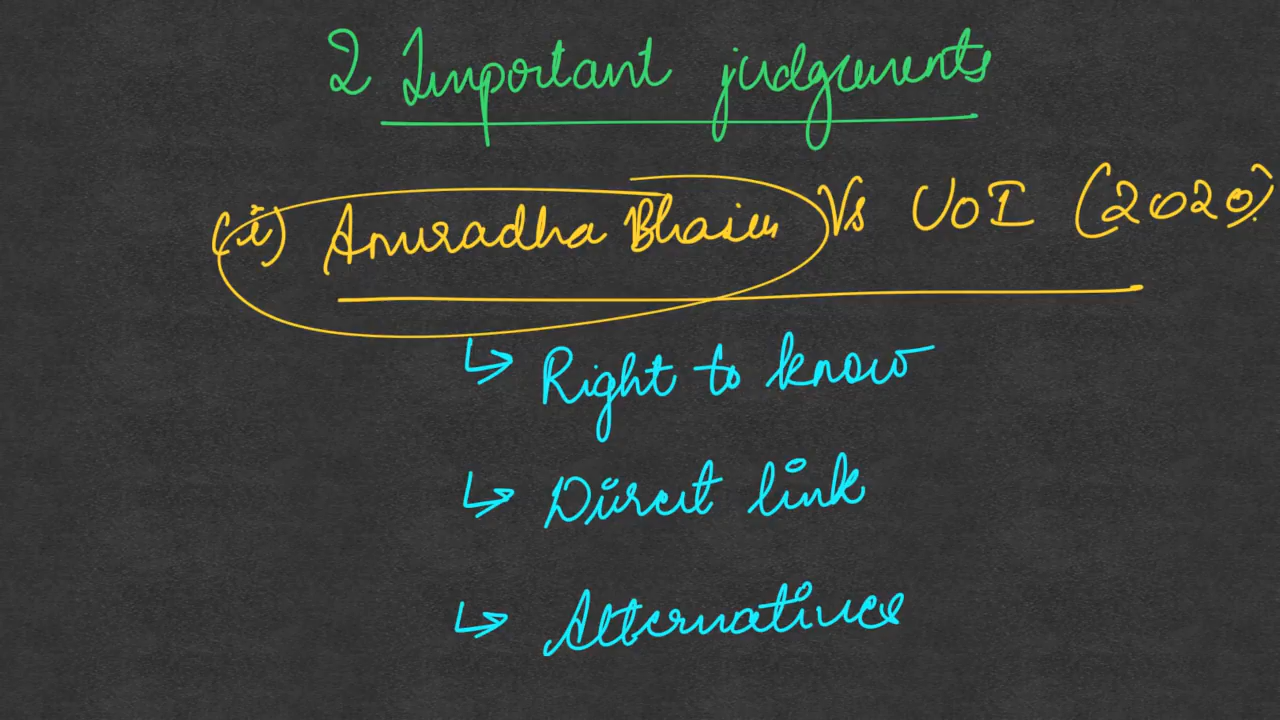 2 Important judgements
(i) Anuradha Bhasin Vs UOI (2020)
↳ Right to know
↳ Direct link
↳ Alternatives